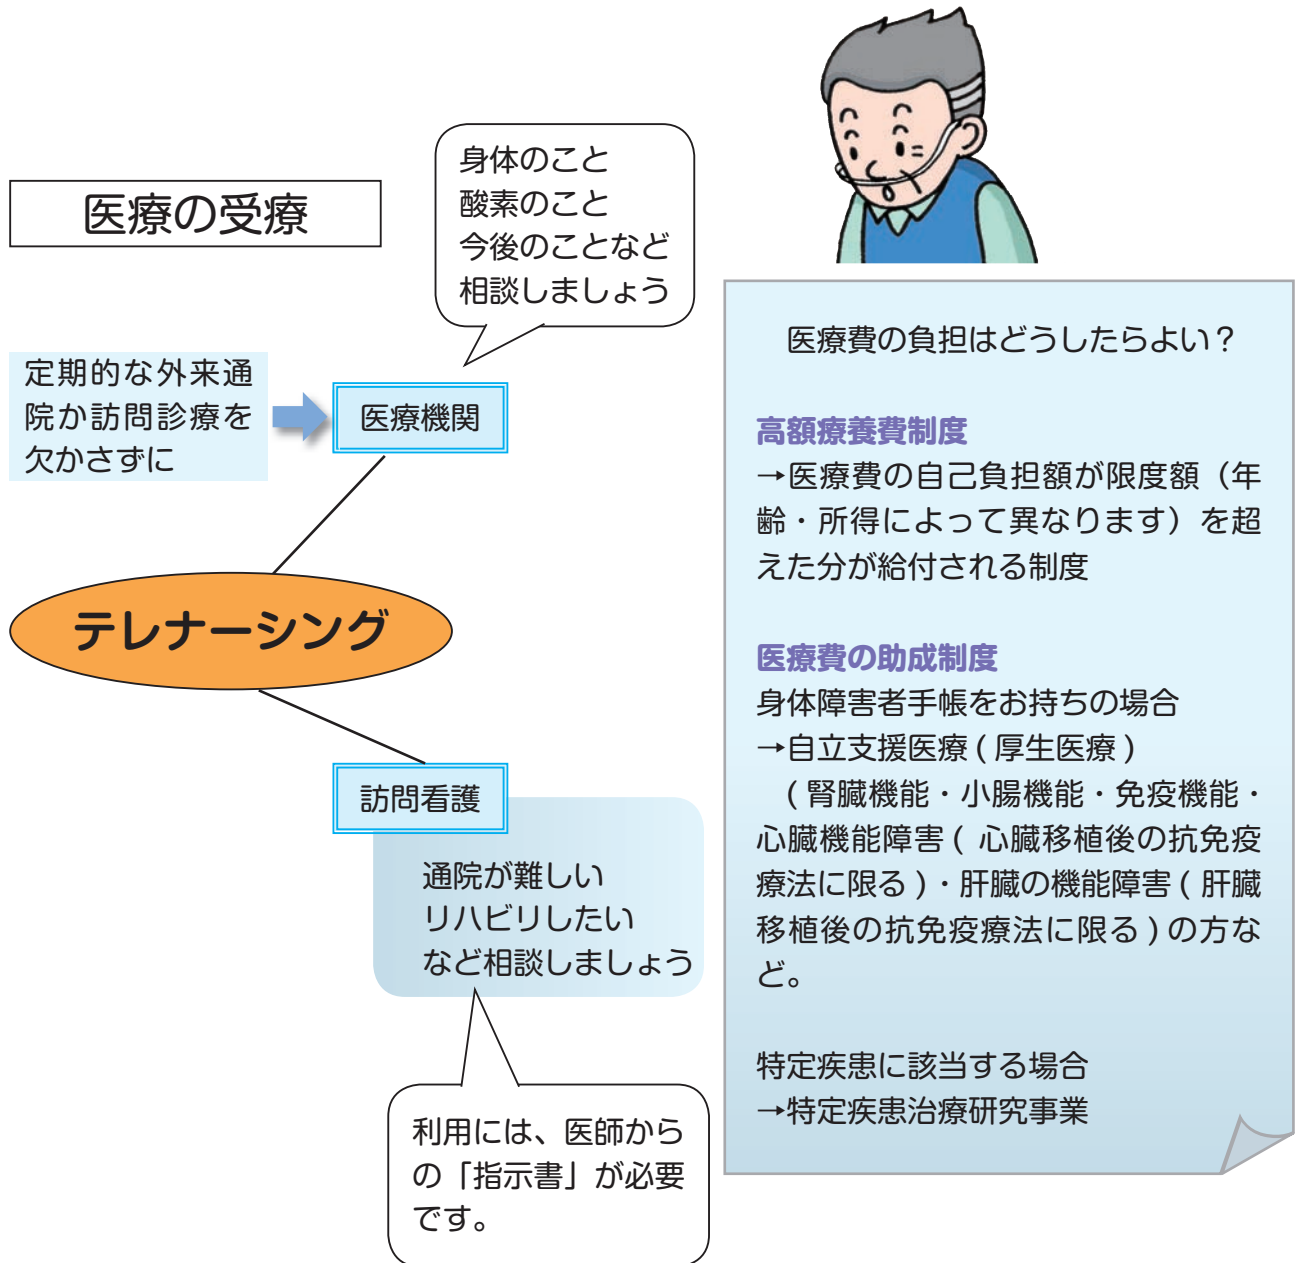 医療の受療
身体のこと
酸素のこと
今後のことなど
相談しましょう
定期的な外来通
院か訪問診療を
欠かさずに
医療機関
テレナーシング
訪問看護
通院が難しい
リハビリしたい
など相談しましょう
利用には、医師から
の「指示書」が必要
です。
医療費の負担はどうしたらよい？
高額療養費制度
→医療費の自己負担額が限度額（年
齢・所得によって異なります）を超
えた分が給付される制度
医療費の助成制度
身体障害者手帳をお持ちの場合
→自立支援医療 ( 厚生医療 )
( 腎臓機能・小腸機能・免疫機能・
心臓機能障害 ( 心臓移植後の抗免疫
療法に限る )・肝臓の機能障害 ( 肝臓
移植後の抗免疫療法に限る ) の方な
ど。
特定疾患に該当する場合
→特定疾患治療研究事業